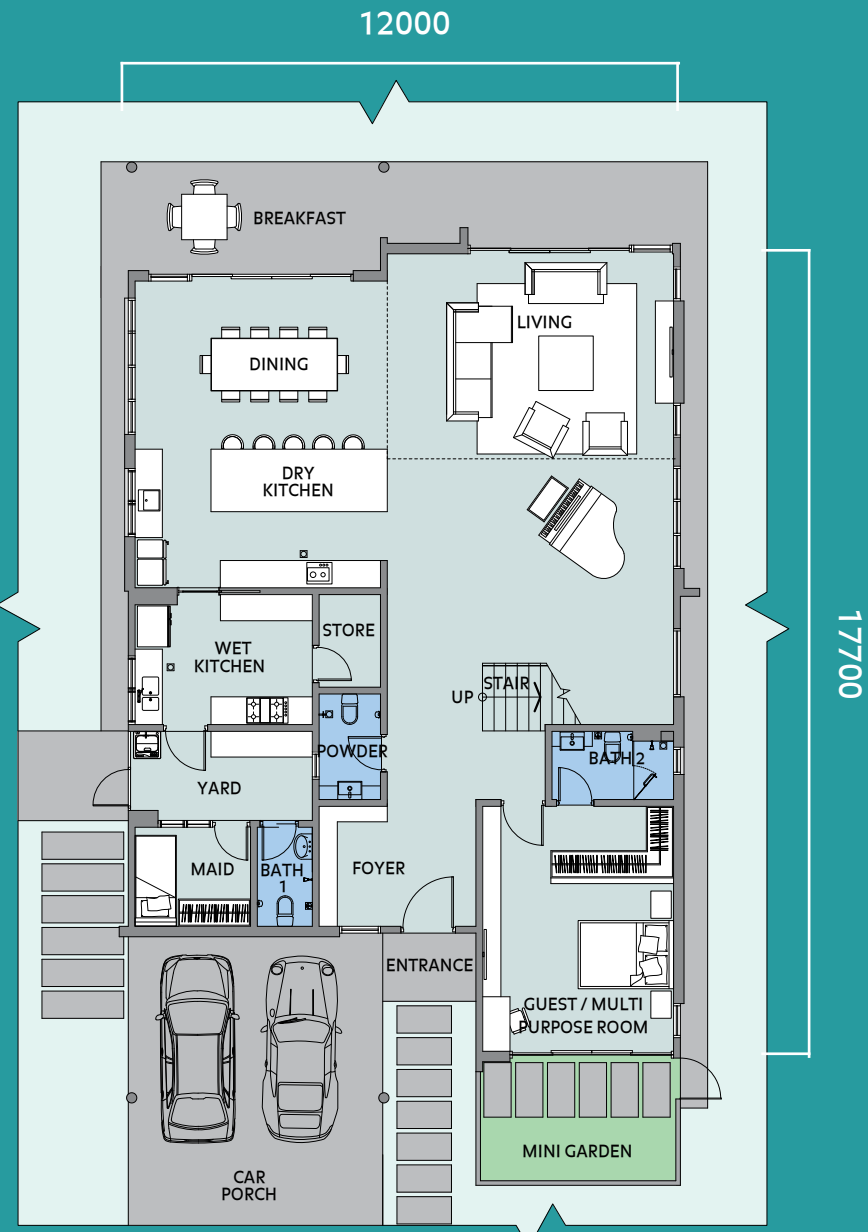 12000
BREAKFAST
LIVING
DINING
DRY
KITCHEN
STORE
WET
KITCHEN
17700
UP
STAIR
POWDER
BATH 2
YARD
MAID
BATH
1
FOYER
ENTRANCE
GUEST / MULTI
PURPOSE ROOM
MINI GARDEN
CAR
PORCH